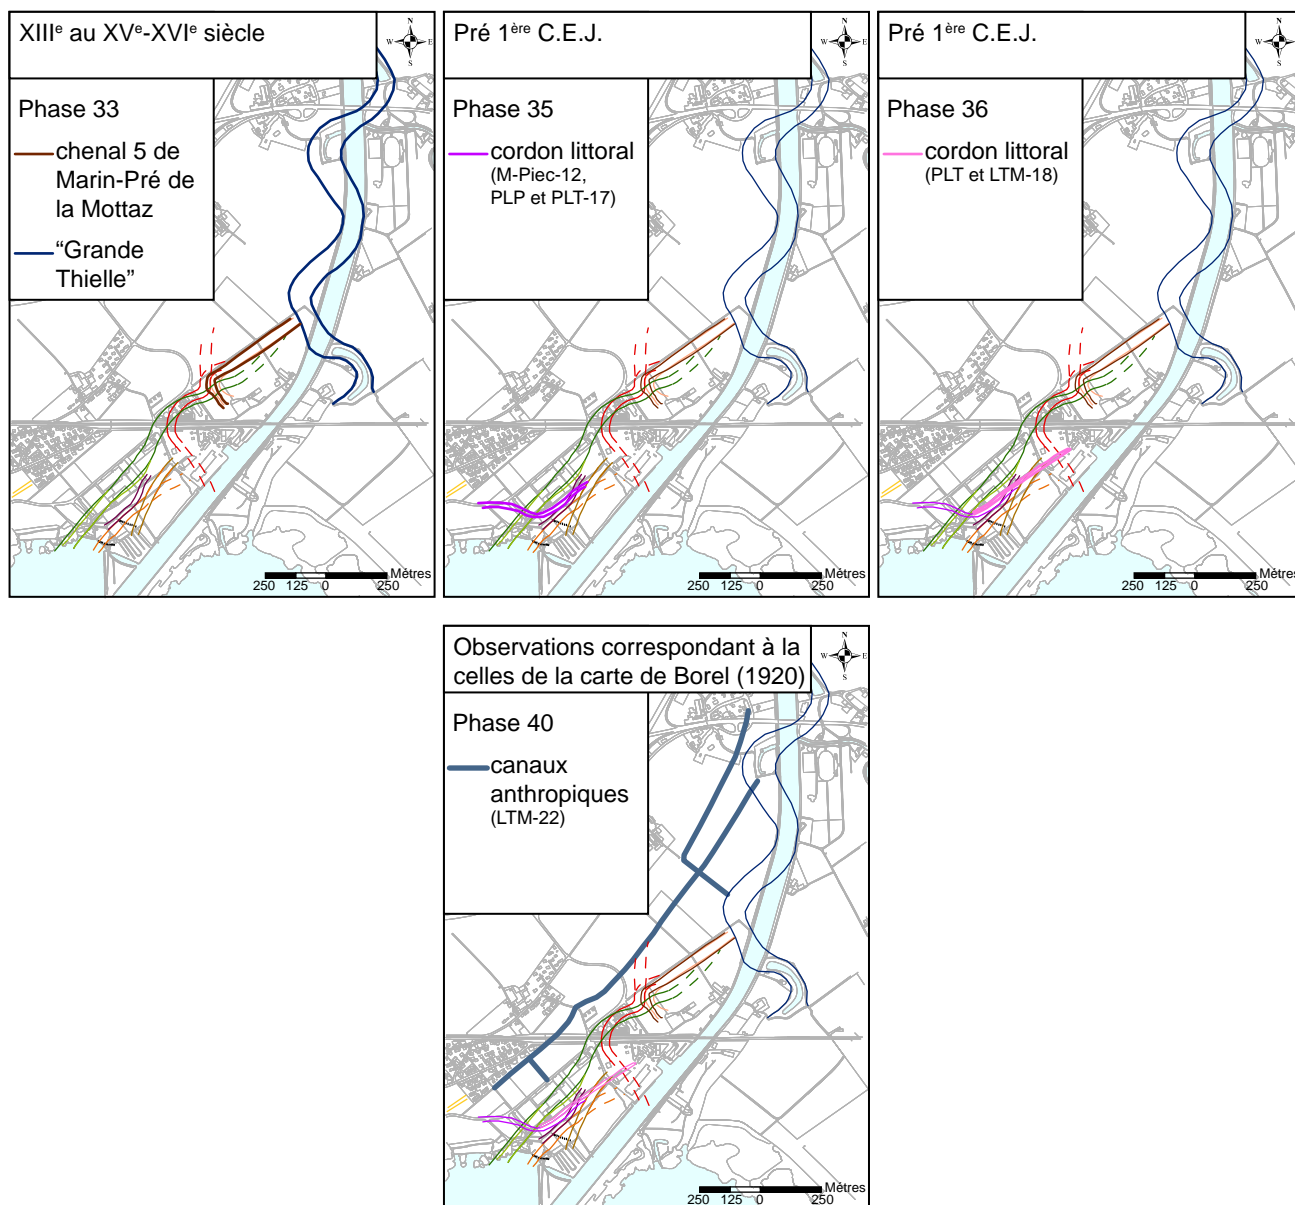 XIIIe au XVe-XVIe siècle
N
W E
S
Phase 33
chenal 5 de
Marin-Pré de
la Mottaz
“Grande
Thielle”
Mètres
250 125 0 250
Pré 1ère C.E.J.
N
W E
S
Phase 35
cordon littoral
(M-Piec-12,
PLP et PLT-17)
Mètres
250 125 0 250
Pré 1ère C.E.J.
N
W E
S
Phase 36
cordon littoral
(PLT et LTM-18)
Mètres
250 125 0 250
Observations correspondant à la
celles de la carte de Borel (1920)
N
W E
S
Phase 40
canaux
anthropiques
(LTM-22)
Mètres
250 125 0 250